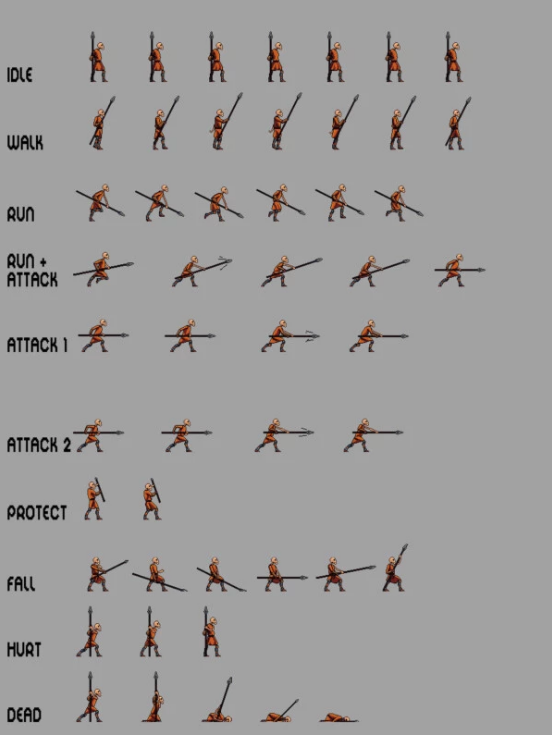 IDLE
WALK
RUN
RUN +
ATTACK
ATTACK 1
ATTACK 2
PROTECT
FALL
HURT
DEAD